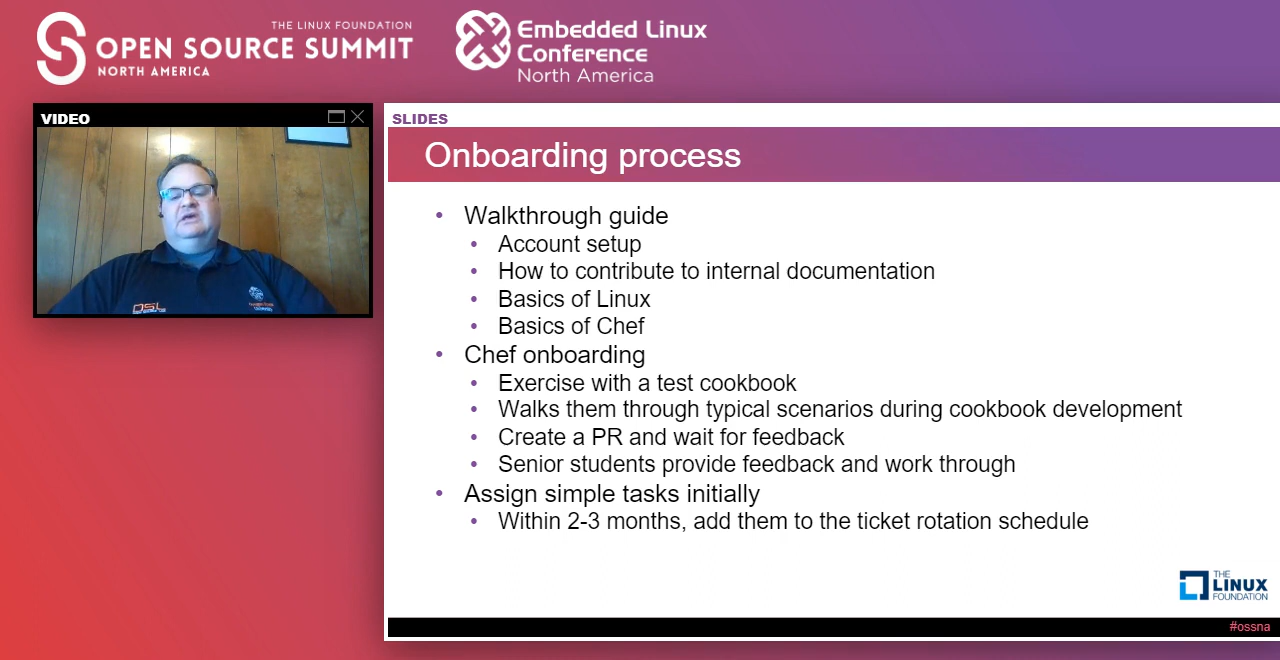 THE LINUX FOUNDATION
OPEN SOURCE SUMMIT
NORTH AMERICA
Embedded Linux
Conference
North America
VIDEO
OSL
SLIDES
Onboarding process
• Walkthrough guide
• Account setup
• How to contribute to internal documentation
• Basics of Linux
• Basics of Chef
• Chef onboarding
• Exercise with a test cookbook
• Walks them through typical scenarios during cookbook development
• Create a PR and wait for feedback
• Senior students provide feedback and work through
• Assign simple tasks initially
• Within 2-3 months, add them to the ticket rotation schedule
THE
LINUX
FOUNDATION
#ossna